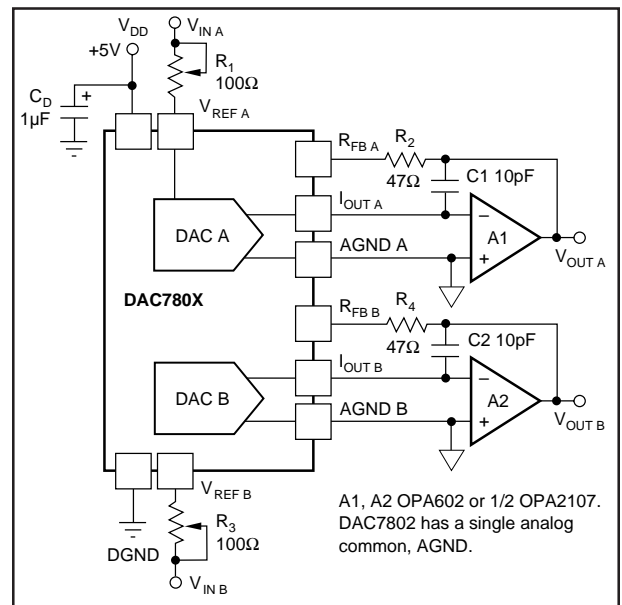 V_DD
+5V
V_IN A
R_1
100Ω
C_D
+
1µF
V_REF A
R_FB A
R_2
47Ω
C1 10pF
I_OUT A
DAC A
AGND A
–
A1
+
V_OUT A
DAC780X
R_FB B
R_4
47Ω
C2 10pF
I_OUT B
DAC B
AGND B
–
A2
+
V_OUT B
V_REF B
R_3
100Ω
DGND
V_IN B
A1, A2 OPA602 or 1/2 OPA2107.
DAC7802 has a single analog
common, AGND.